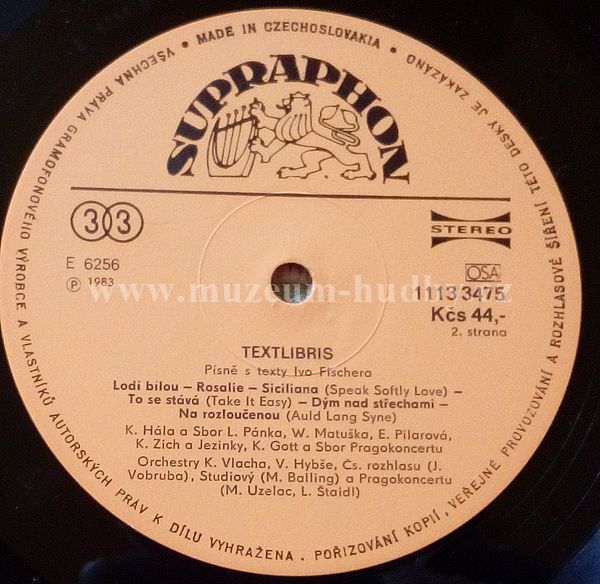 VŠECHNA PRÁVA GRAMOFONOVÉHO VÝROBCE A VLASTNÍKŮ AUTORSKÝCH PRÁV K DÍLU VYHRAŽENA. POŘIZOVÁNÍ KOPIÍ, VEŘEJNÉ PROVOZOVÁNÍ A ROZHLASOVÉ ŠÍŘENÍ TÉTO DESKY JE ZAKÁZÁNO • MADE IN CZECHOSLOVAKIA •
SUPRAPHON
33
STEREO
E 6256
℗ 1983
OSA
1113 3475
Kčs 44,-
2. strana
www.muzeum-hudby.cz
TEXTLIBRIS
Písně s texty Ivo Fischera
Lodí bílou – Rosalie – Siciliana (Speak Softly Love) –
To se stává (Take It Easy) – Dým nad střechami –
Na rozloučenou (Auld Lang Syne)
K. Hála a Sbor L. Pánka, W. Matuška, E. Pilarová,
K. Zich a Jezinky, K. Gott a Sbor Pragokoncertu
Orchestry K. Vlacha, V. Hybše, Čs. rozhlasu (J.
Vobruba), Studiový (M. Balling) a Pragokoncertu
(M. Uzelac, L. Štaidl)